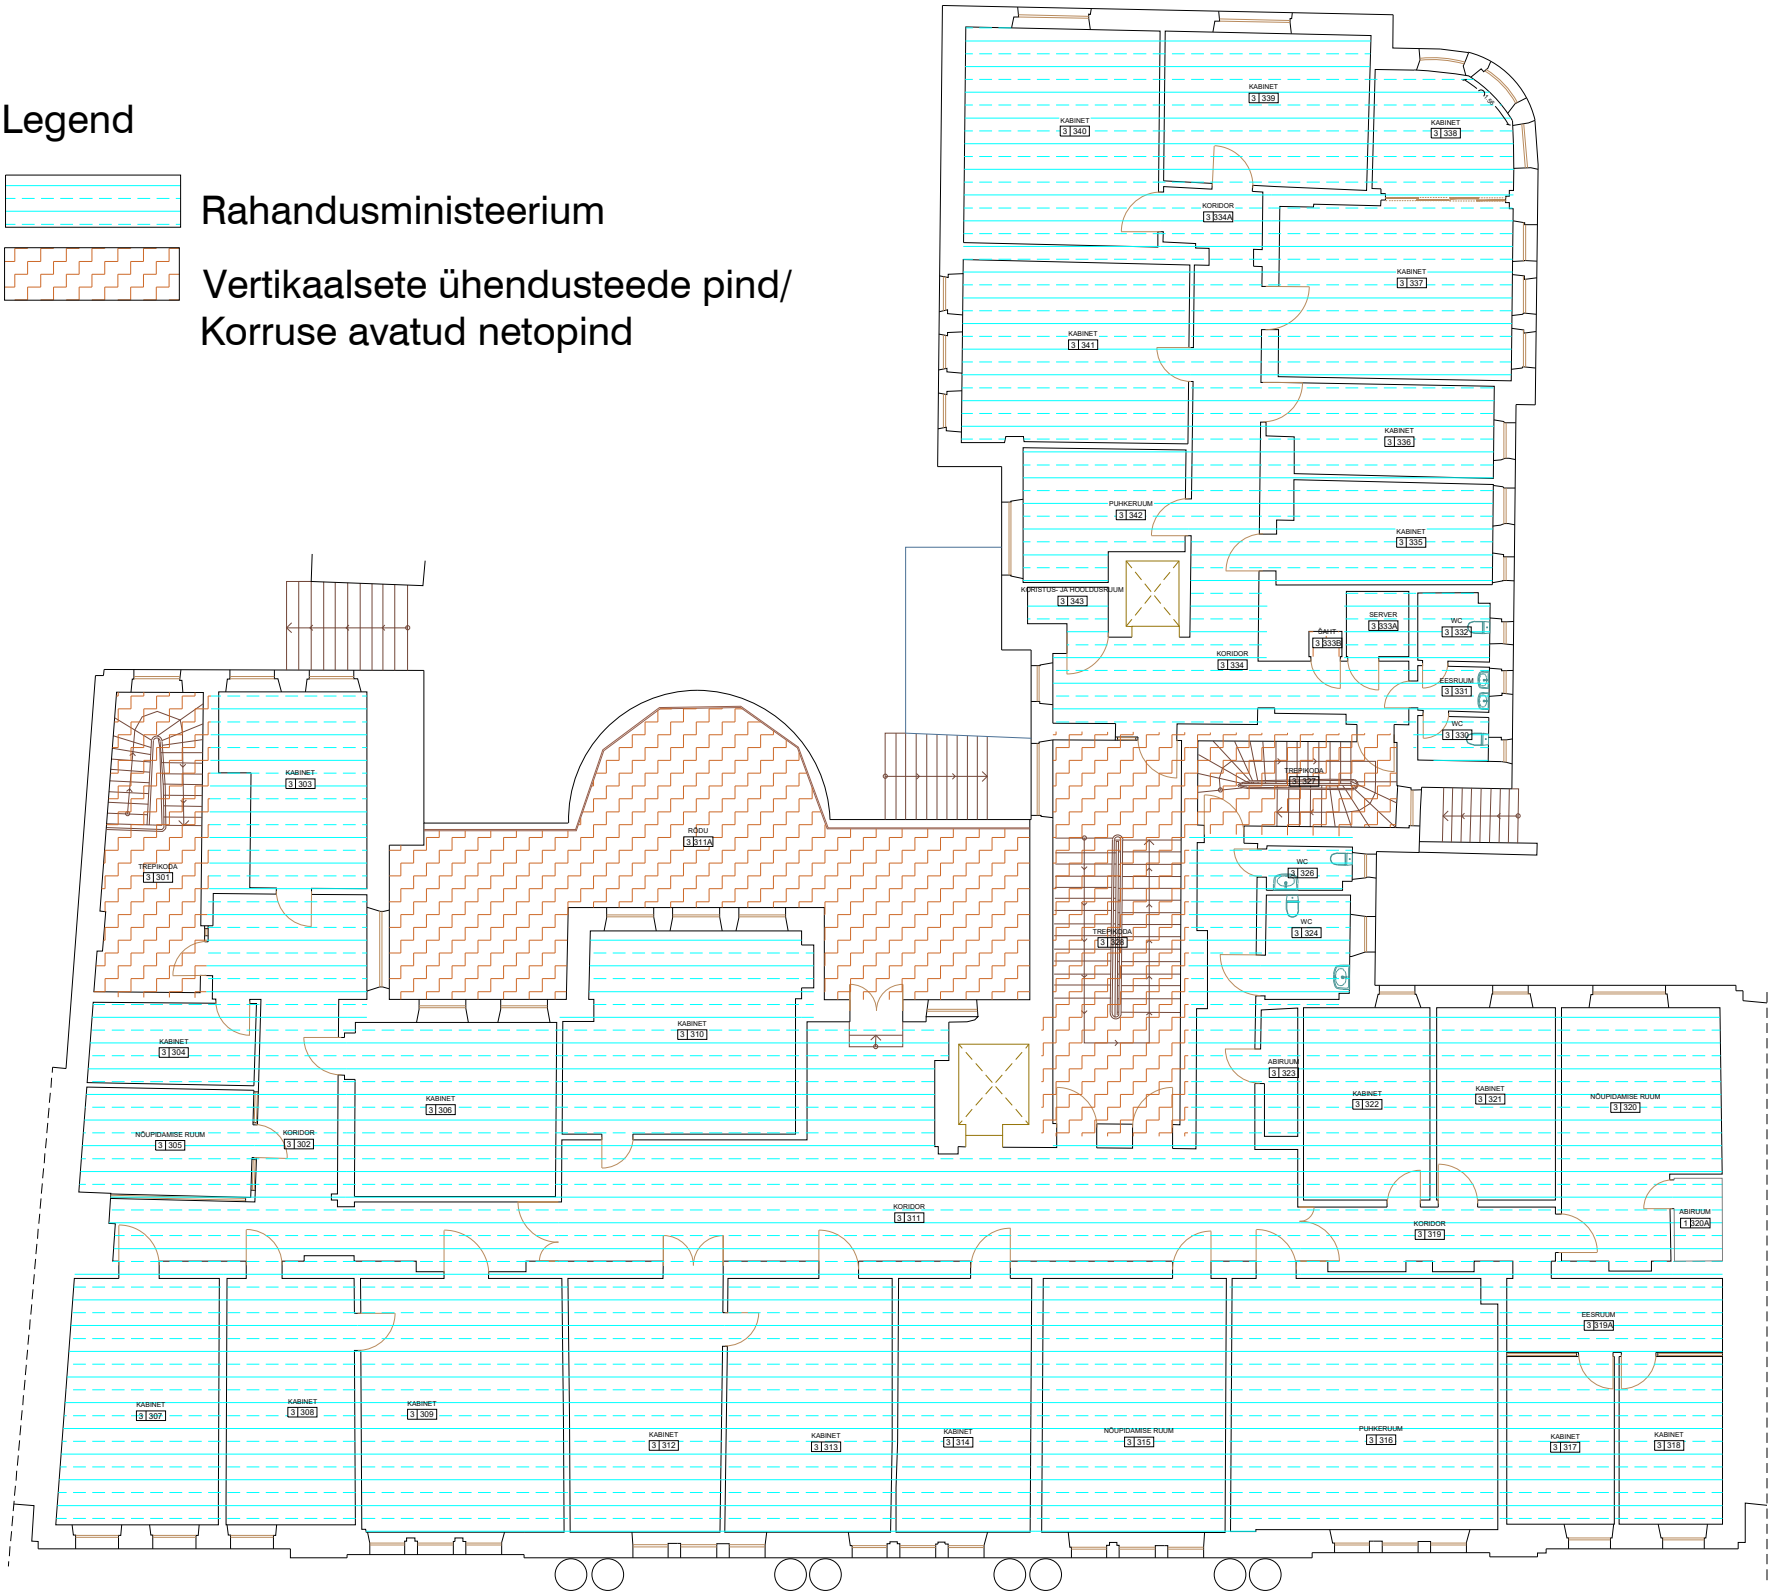 Legend
Rahandusministeerium
Vertikaalsete ühendusteede pind/
Korruse avatud netopind
KABINET
3 339
KABINET
3 340
KABINET
3 338
KORIDOR
3 334A
KABINET
3 337
KABINET
3 341
KABINET
3 336
PUHKERUUM
3 342
KABINET
3 335
KORISTUS- JA HOOLDUSRUUM
3 343
SERVER
3 333A
WC
3 332
ŠAHT
3 333B
KORIDOR
3 334
EESRUUM
3 331
WC
3 330
TREPIKODA
3 327
KABINET
3 303
RÕDU
3 311A
TREPIKODA
3 301
WC
3 326
WC
3 324
TREPIKODA
3 328
KABINET
3 310
KABINET
3 304
ABIRUUM
3 323
KABINET
3 306
KABINET
3 322
KABINET
3 321
NÕUPIDAMISE RUUM
3 320
NÕUPIDAMISE RUUM
3 305
KORIDOR
3 302
KORIDOR
3 311
KORIDOR
3 319
ABIRUUM
1 320A
EESRUUM
3 319A
KABINET
3 307
KABINET
3 308
KABINET
3 309
KABINET
3 312
KABINET
3 313
KABINET
3 314
NÕUPIDAMISE RUUM
3 315
PUHKERUUM
3 316
KABINET
3 317
KABINET
3 318